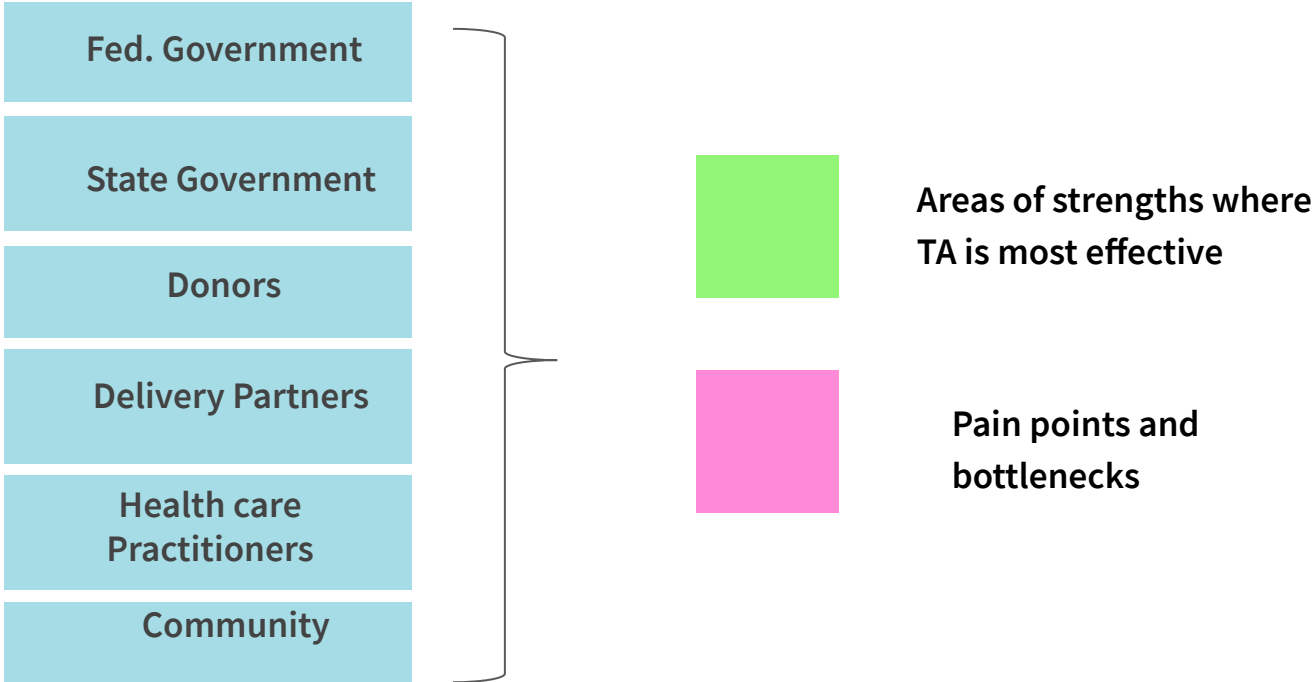 Fed. Government
State Government
Donors
Delivery Partners
Health care
Practitioners
Community
Areas of strengths where
TA is most effective
Pain points and
bottlenecks